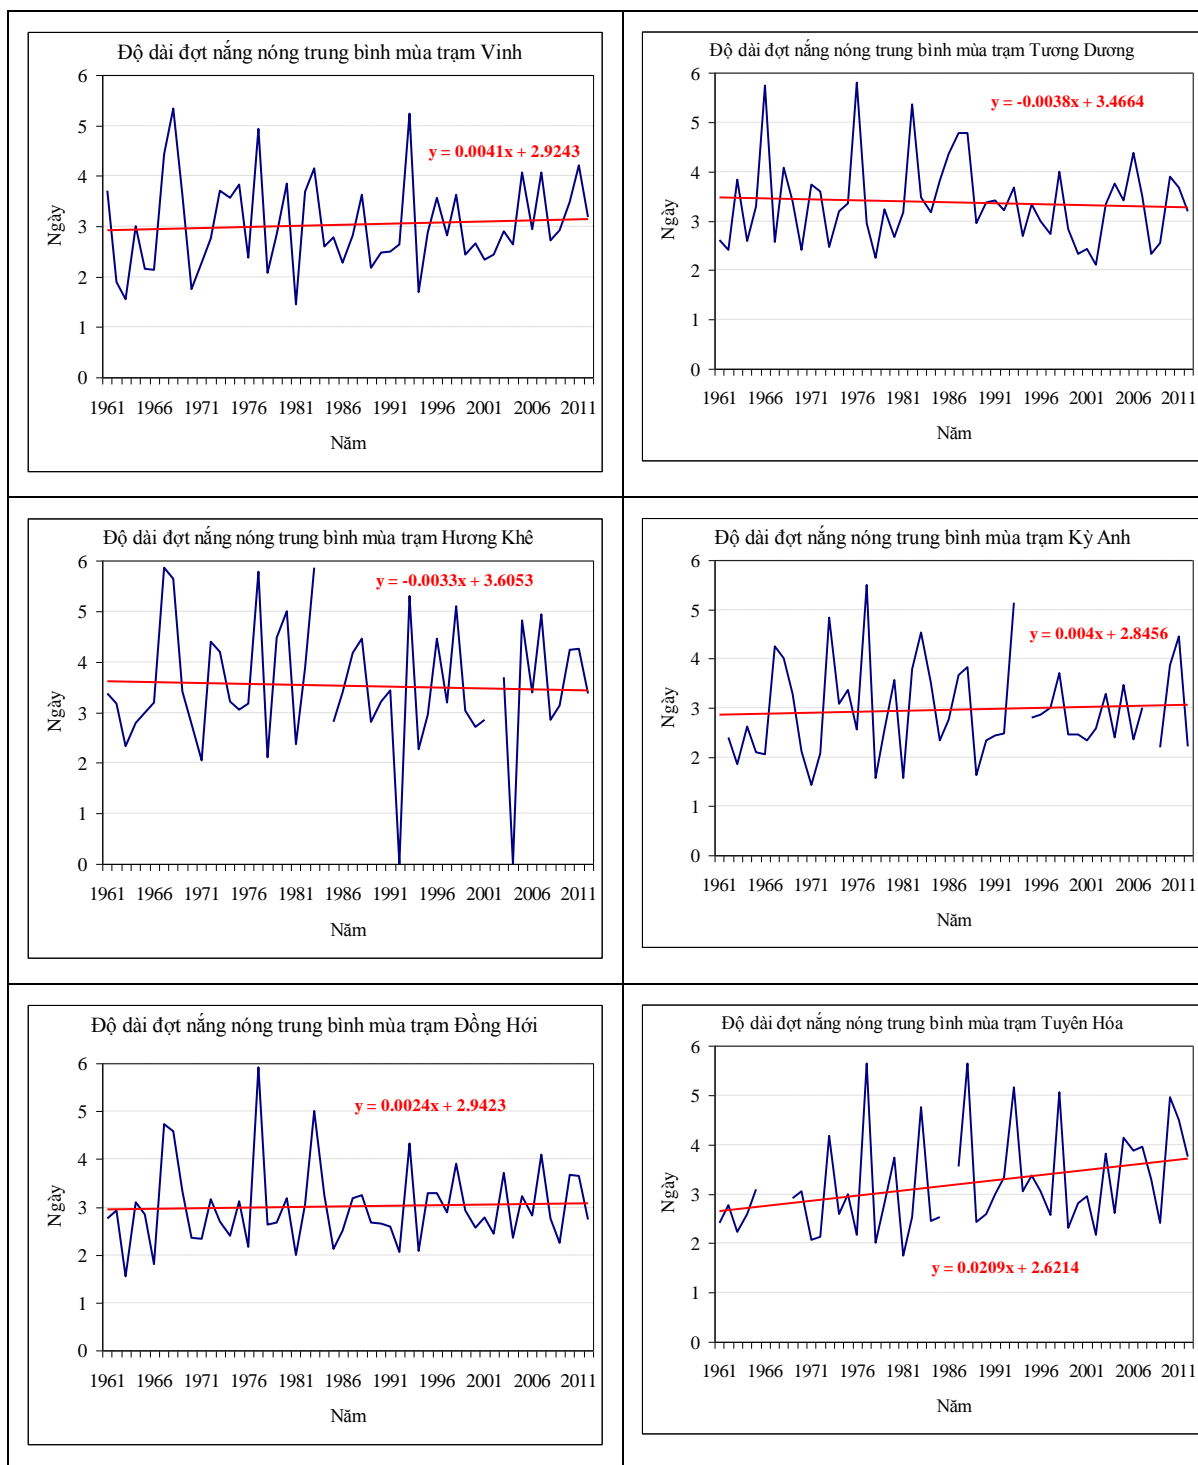 Độ dài đợt nắng nóng trung bình mùa trạm Vinh
y = 0.0041x + 2.9243
Ngày
6
5
4
3
2
1
0
1961 1966 1971 1976 1981 1986 1991 1996 2001 2006 2011
Năm
Độ dài đợt nắng nóng trung bình mùa trạm Tương Dương
y = -0.0038x + 3.4664
Ngày
6
5
4
3
2
1
0
1961 1966 1971 1976 1981 1986 1991 1996 2001 2006 2011
Năm
Độ dài đợt nắng nóng trung bình mùa trạm Hương Khê
y = -0.0033x + 3.6053
Ngày
6
5
4
3
2
1
0
1961 1966 1971 1976 1981 1986 1991 1996 2001 2006 2011
Năm
Độ dài đợt nắng nóng trung bình mùa trạm Kỳ Anh
y = 0.004x + 2.8456
Ngày
6
5
4
3
2
1
0
1961 1966 1971 1976 1981 1986 1991 1996 2001 2006 2011
Năm
Độ dài đợt nắng nóng trung bình mùa trạm Đồng Hới
y = 0.0024x + 2.9423
Ngày
6
5
4
3
2
1
0
1961 1966 1971 1976 1981 1986 1991 1996 2001 2006 2011
Năm
Độ dài đợt nắng nóng trung bình mùa trạm Tuyên Hóa
y = 0.0209x + 2.6214
Ngày
6
5
4
3
2
1
0
1961 1966 1971 1976 1981 1986 1991 1996 2001 2006 2011
Năm